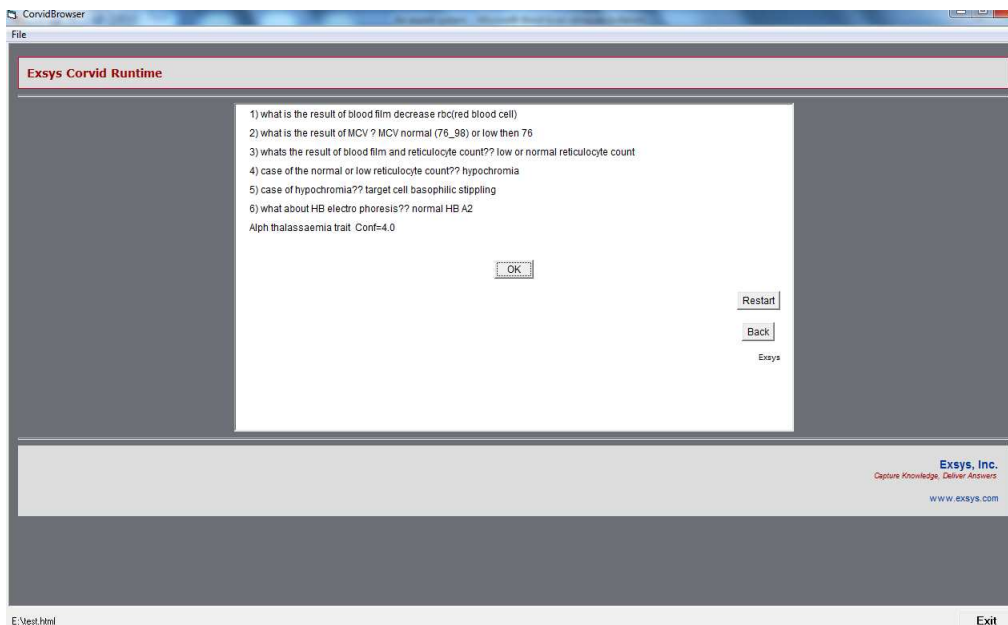 CorvidBrowser
File
Exsys Corvid Runtime
1) what is the result of blood film decrease rbc(red blood cell)
2) what is the result of MCV ? MCV normal (76_98) or low then 76
3) whats the result of blood film and reticulocyte count?? low or normal reticulocyte count
4) case of the normal or low reticulocyte count?? hypochromia
5) case of hypochromia?? target cell basophilic stippling
6) what about HB electro phoresis?? normal HB A2
Alph thalassaemia trait Conf=4.0
OK
Restart
Back
Exsys
Exsys, Inc.
Capture Knowledge, Deliver Answers
www.exsys.com
E:\test.html
Exit